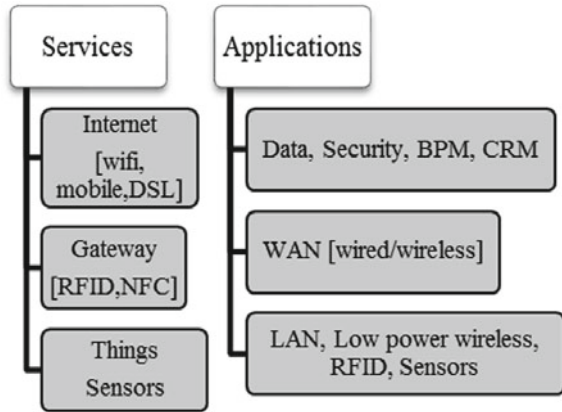 Services
Internet
[wifi,
mobile,DSL]
Gateway
[RFID,NFC]
Things
Sensors
Applications
Data, Security, BPM, CRM
WAN [wired/wireless]
LAN, Low power wireless,
RFID, Sensors